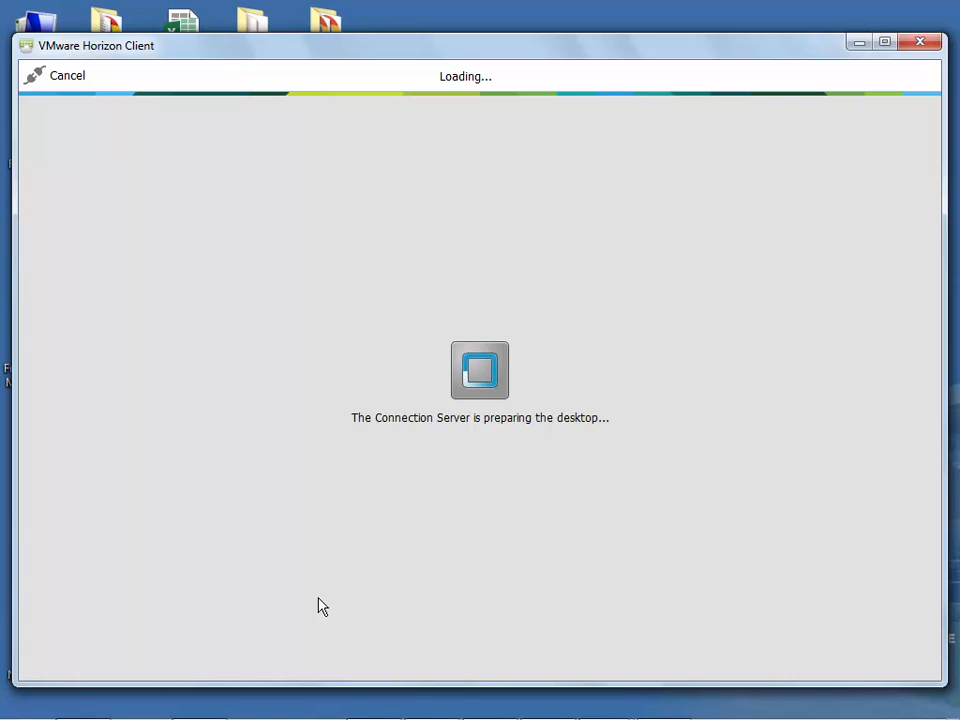 VMware Horizon Client
Cancel
Loading...
The Connection Server is preparing the desktop...